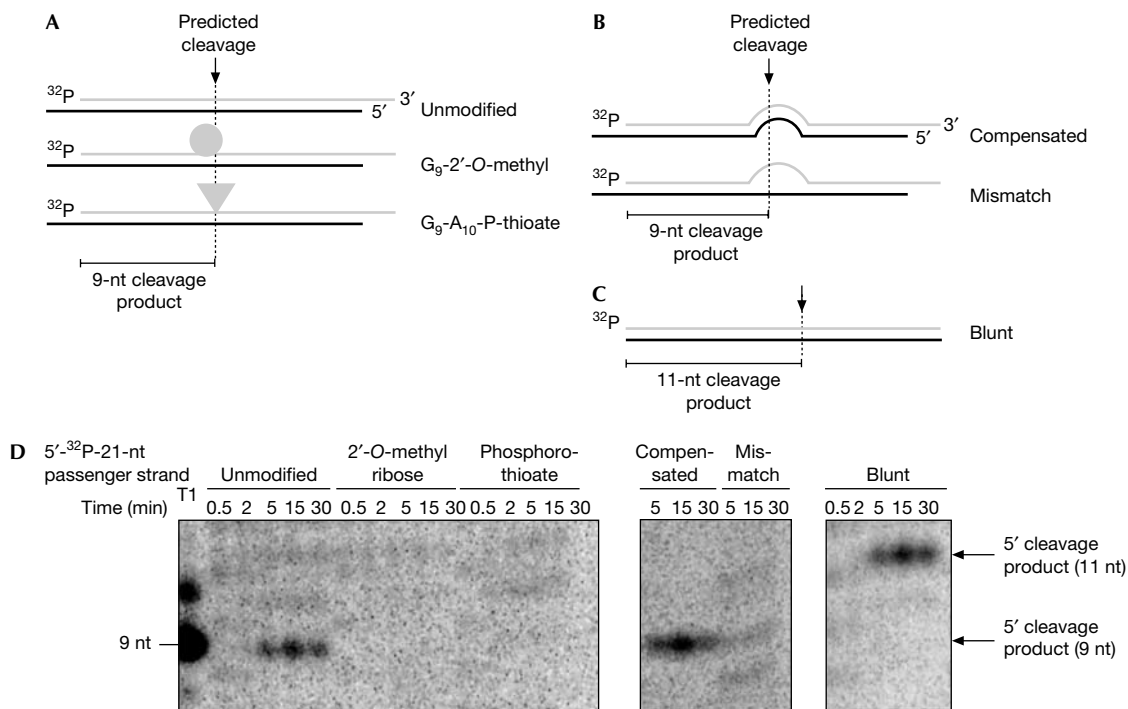 A
Predicted
cleavage
³²P
3′
5′
Unmodified
³²P
G₉-2′-O-methyl
³²P
G₉-A₁₀-P-thioate
9-nt cleavage
product
B
Predicted
cleavage
³²P
3′
5′
Compensated
³²P
Mismatch
9-nt cleavage
product
C
³²P
Blunt
11-nt cleavage
product
D
5′-³²P-21-nt
passenger strand
T1
Unmodified
2′-O-methyl
ribose
Phosphoro-
thioate
Compen-
sated
Mis-
match
Blunt
Time (min)
0.5 2 5 15 30 0.5 2 5 15 30 0.5 2 5 15 30
5 15 30 5 15 30
0.5 2 5 15 30
9 nt
5′ cleavage
product (11 nt)
5′ cleavage
product (9 nt)